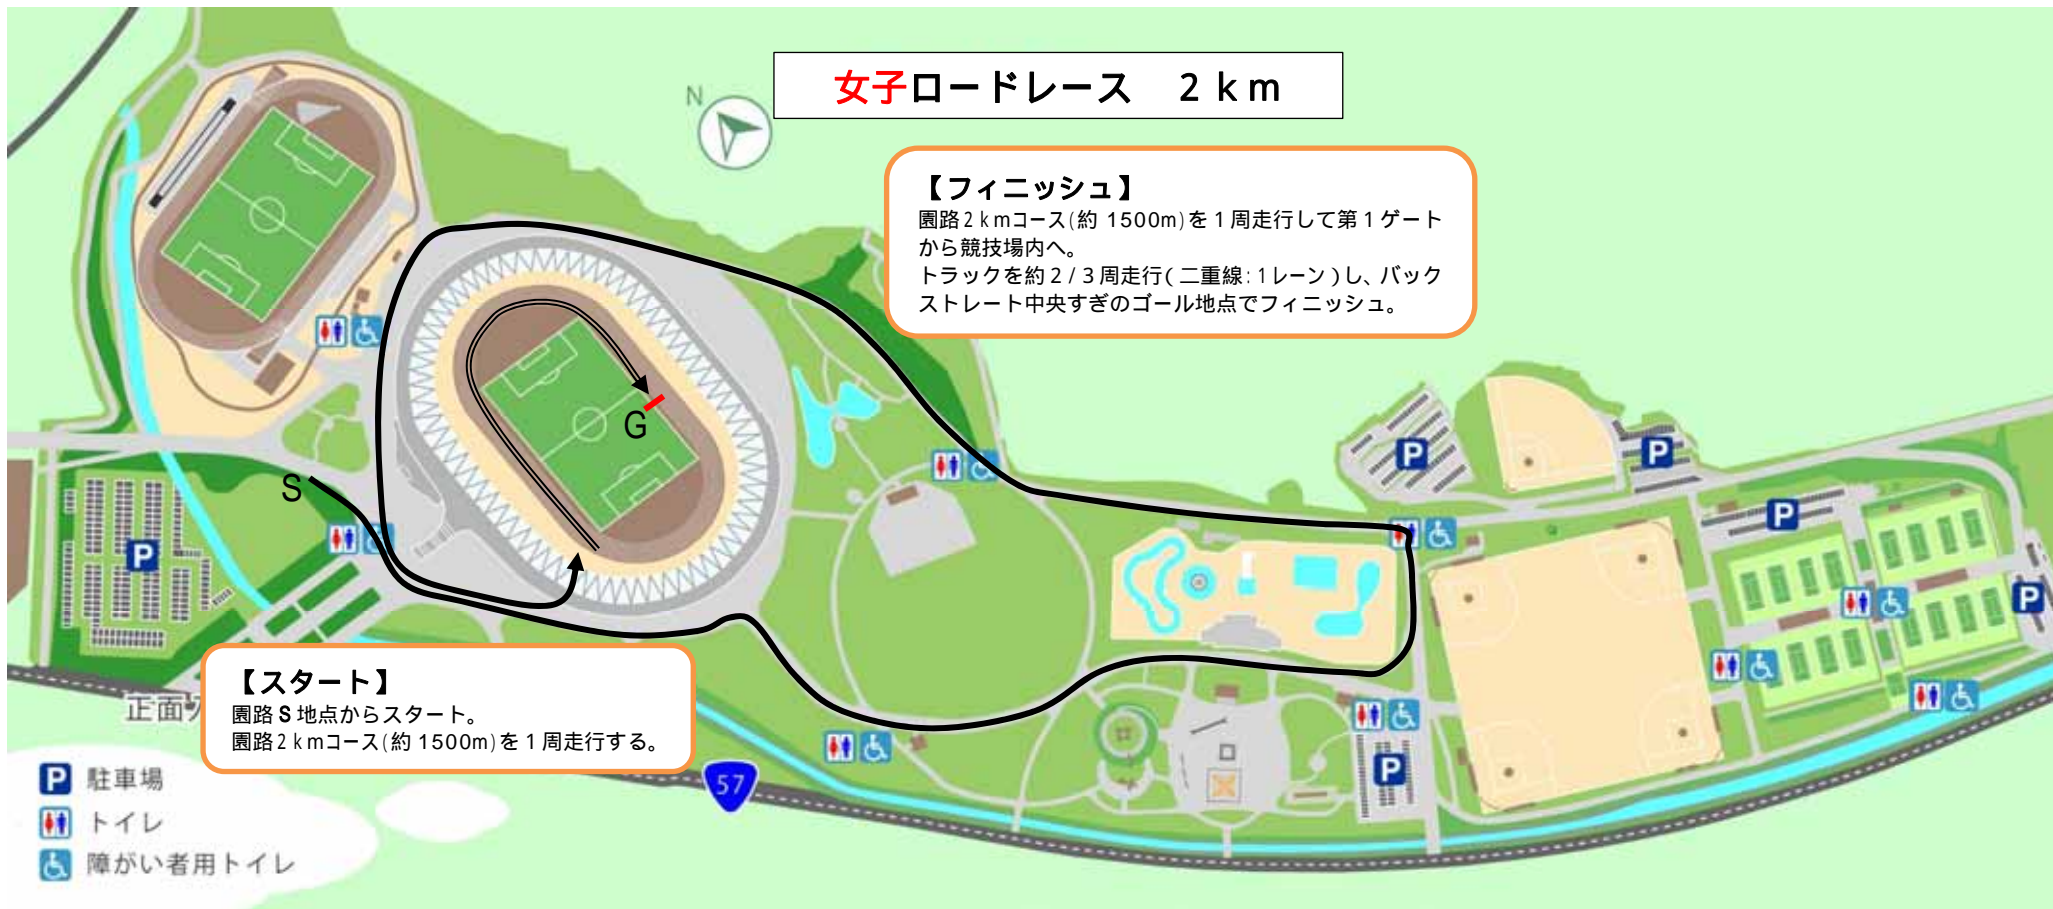 女子ロードレース　２ｋｍ
N
【フィニッシュ】
園路2ｋmコース(約 1500m)を１周走行して第１ゲート
から競技場内へ。
トラックを約２/３周走行(二重線:1レーン)し、バック
ストレート中央すぎのゴール地点でフィニッシュ。
G
S
P
P
P
P
P
P
【スタート】
園路 S 地点からスタート。
園路2ｋmコース(約 1500m)を１周走行する。
正面
57
P 駐車場
トイレ
障がい者用トイレ